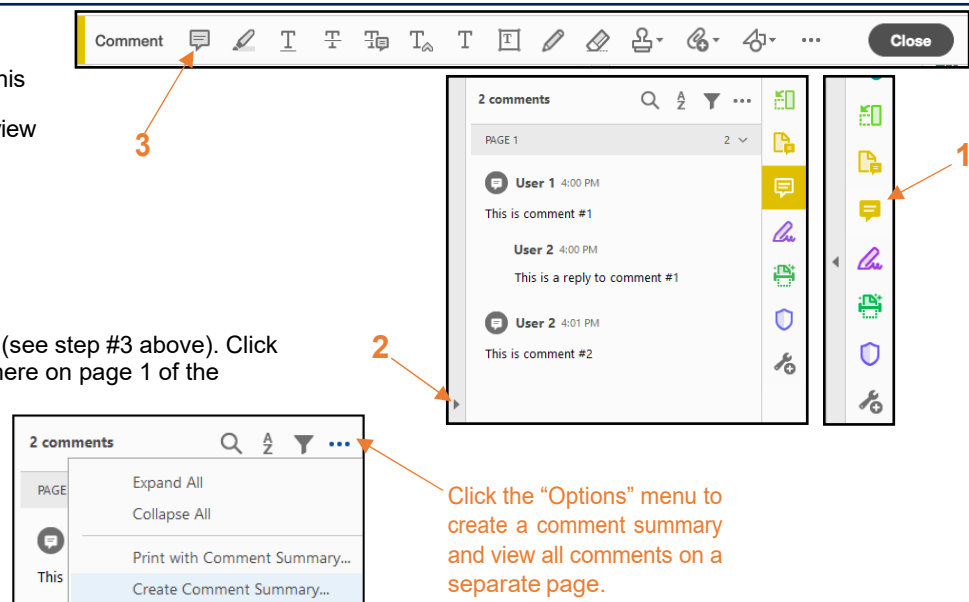 Comment T T T T T T Close
his
view
3
2 comments A Z ...
PAGE 1 2
User 1 4:00 PM
This is comment #1
User 2 4:00 PM
This is a reply to comment #1
User 2 4:01 PM
This is comment #2
1
2
(see step #3 above). Click
here on page 1 of the
2 comments A Z ...
PAGE
Expand All
Collapse All
Print with Comment Summary...
This
Create Comment Summary...
Click the “Options” menu to
create a comment summary
and view all comments on a
separate page.